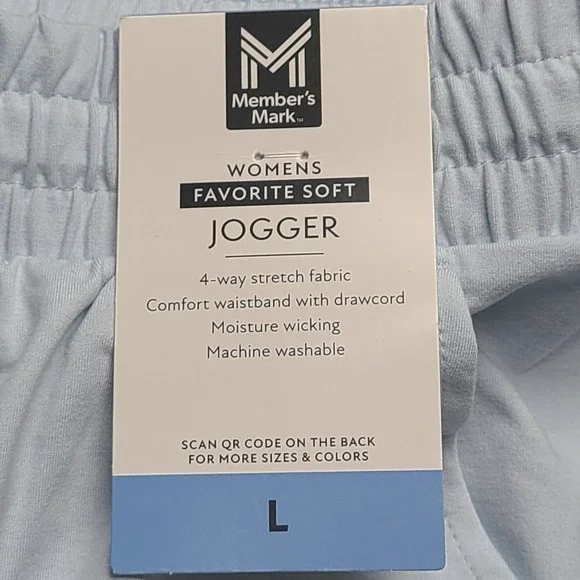 Member's
Mark™
WOMENS
FAVORITE SOFT
JOGGER
4-way stretch fabric
Comfort waistband with drawcord
Moisture wicking
Machine washable
SCAN QR CODE ON THE BACK
FOR MORE SIZES & COLORS
L